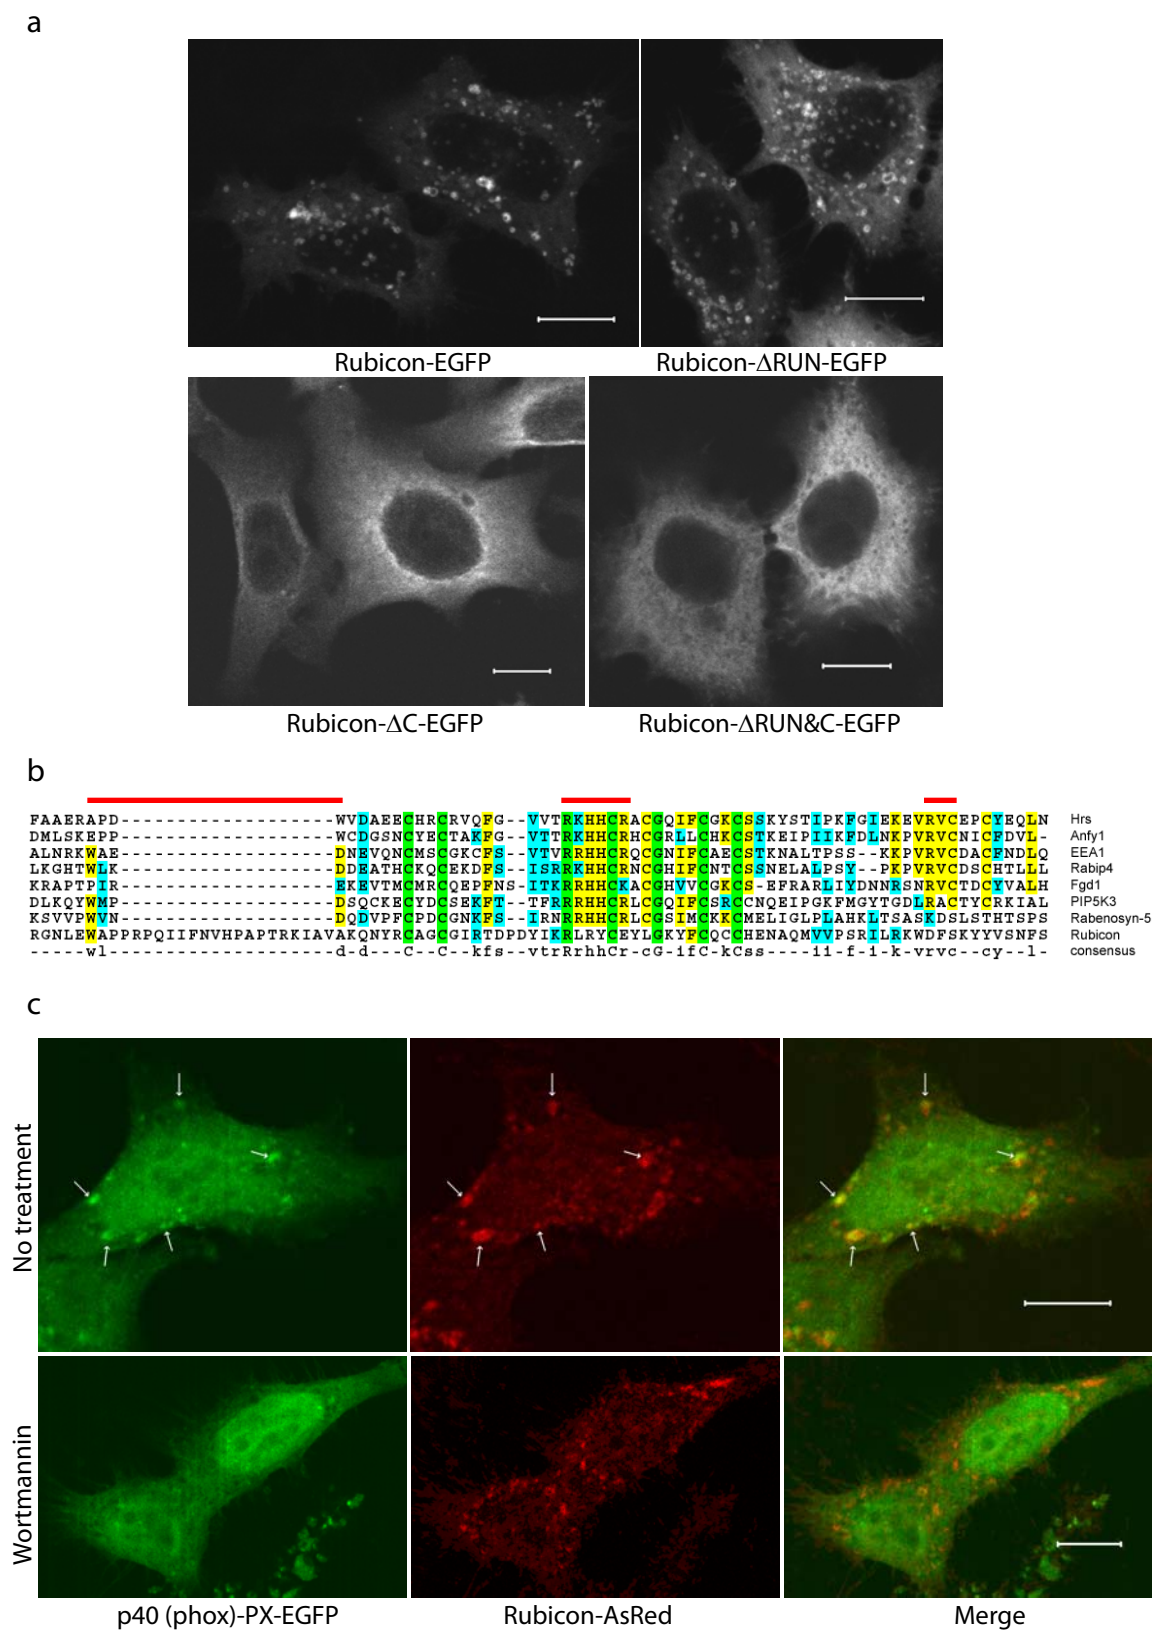 a
Rubicon-EGFP
Rubicon-ΔRUN-EGFP
Rubicon-ΔC-EGFP
Rubicon-ΔRUN&C-EGFP
b
FAAERAPD----------------------WVDAEECHRCRVQFG--VVTRKHHCRACGQIFCGKCSSKYSTIPKFGIEKEVRVCEPCYEQLN Hrs
DMLSKEPP----------------------WCDGSNCYECTAKFG--VTTRKHHCRHCGRLLCHKCSTKEIPIIKFDLNKPVRVCNICFDVL- Anfy1
ALNRKWAE----------------------DNEVQNCMSCGKCFS--VTVRRHHCRQCGNIFCAECSTKNALTPSS--KKPVRVCDACFNDLQ EEA1
LKGHTWLK----------------------DDEATHCKQCEKDFS--ISRRKHHCRNCGHIFCNTCSSNELALPSY--PKPVRVCDSCHTLLL Rabip4
KRAPTPIR----------------------EKEVTMCMRCQEPFNS-ITKRRHHCKACGHVVCGKCS-EFRARLIYDNNRSNRVCTDCYVALH Fgd1
DLKQYWMP----------------------DSQCKECYDCSEKFT--TFRRRHHCRLCGQIFCSRCCNQEIPGKFMGYTGDLRACTYCRKIAL PIP5K3
KSVVPWVN----------------------DQDVPFCPDCGNKFS--IRNRRHHCRLCGSIMCKKCMELIGLPLAHKLTSASKDSLSTHTSPS Rabenosyn-5
RGNLEWAPPRPQIIFNVHPAPTRKIAVAKQNYRCAGCGIRTDPDYIKRLRYCEYLGKYFCQCCHENAQMVVPSRILRKWDFSKYYVSNFS Rubicon
-----wl--------------------d-d---C--C--kfs--vtrRrhhCr-cG-ifC-kCss----ii-f-i-k-vrvc--cy--l- consensus
c
No treatment
Wortmannin
p40 (phox)-PX-EGFP
Rubicon-AsRed
Merge